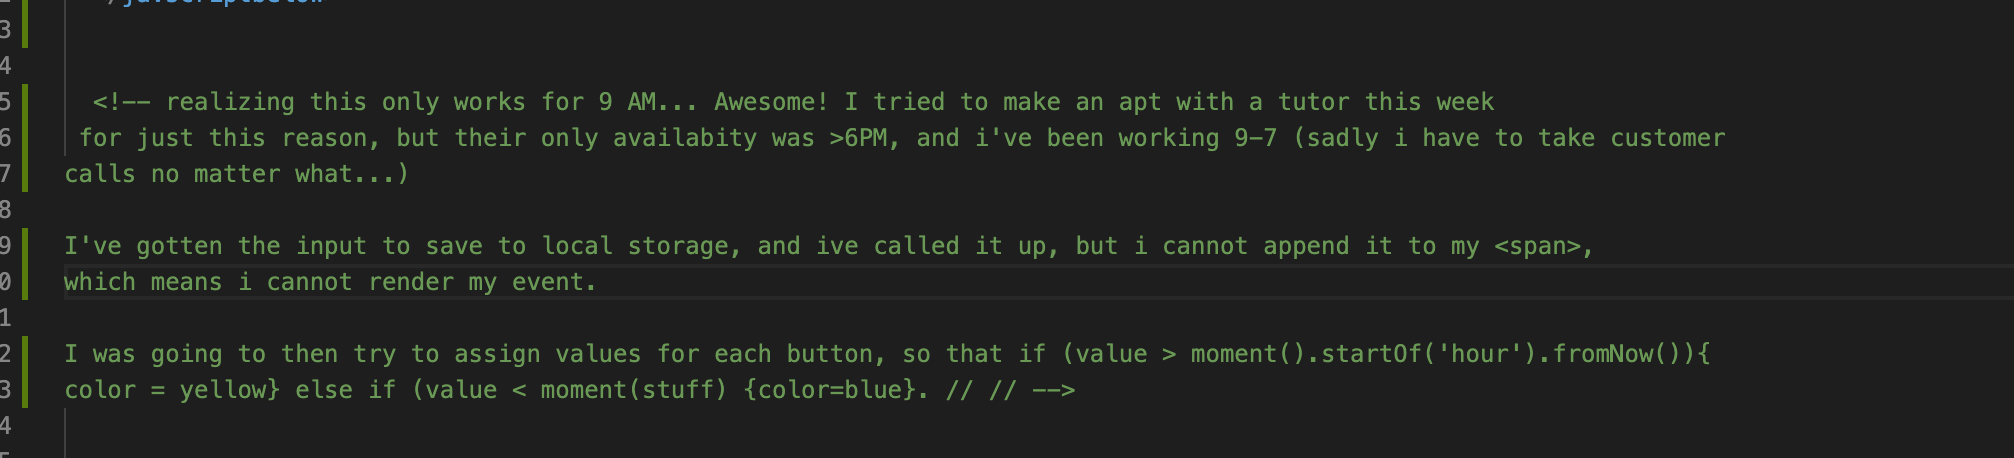 3
4
5 <!-- realizing this only works for 9 AM... Awesome! I tried to make an apt with a tutor this week
6 for just this reason, but their only availabity was >6PM, and i've been working 9-7 (sadly i have to take customer
7 calls no matter what...)
8
9 I've gotten the input to save to local storage, and ive called it up, but i cannot append it to my <span>,
0 which means i cannot render my event.
1
2 I was going to then try to assign values for each button, so that if (value > moment().startOf('hour').fromNow()){
3 color = yellow} else if (value < moment(stuff) {color=blue}. // // -->
4